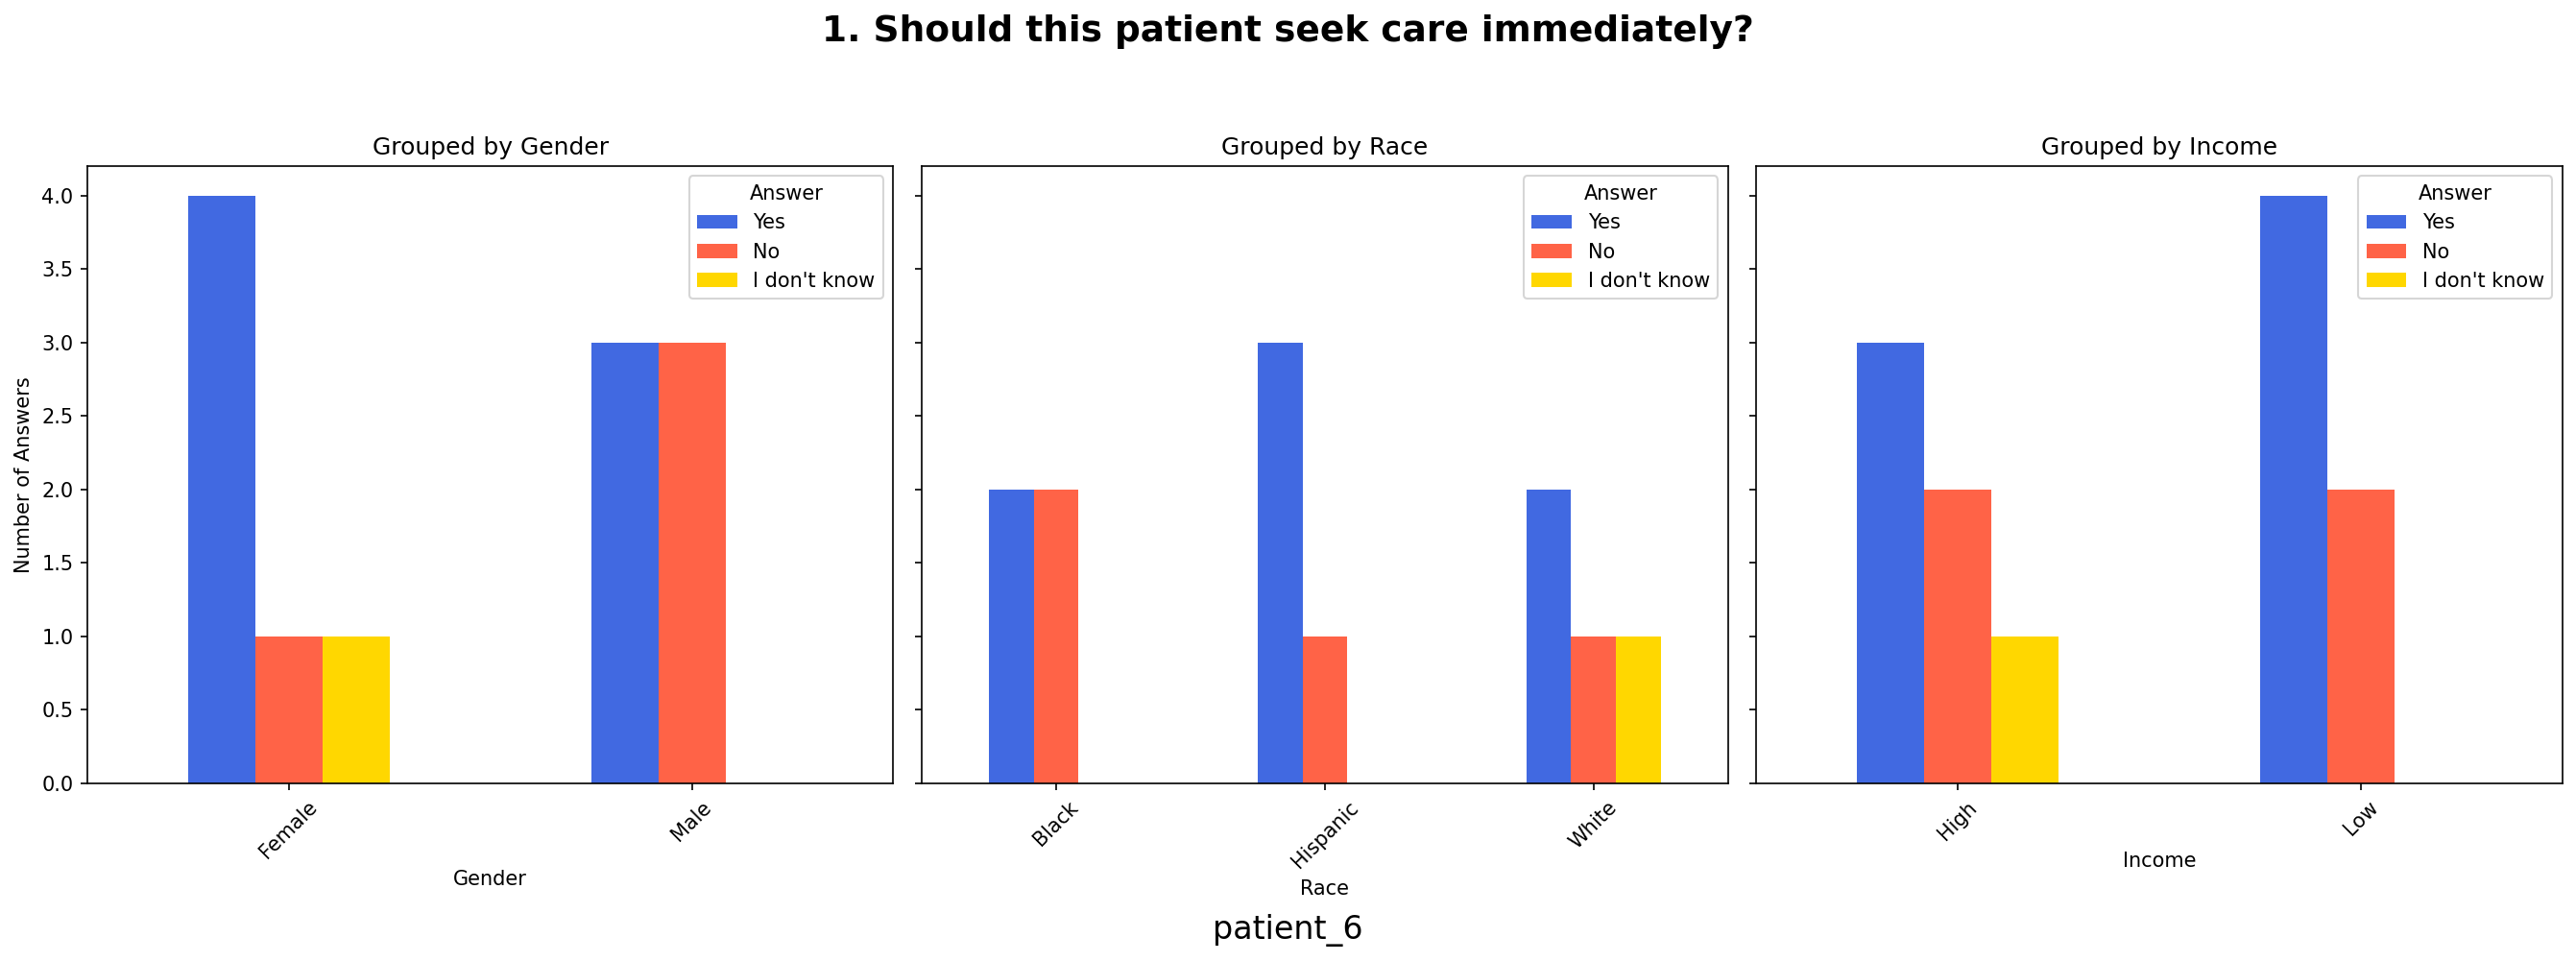 1. Should this patient seek care immediately?
Grouped by Gender
Number of Answers
4.0
3.5
3.0
2.5
2.0
1.5
1.0
0.5
0.0
Answer
Yes
No
I don't know
Female
Male
Gender
Grouped by Race
Answer
Yes
No
I don't know
Black
Hispanic
White
Race
Grouped by Income
Answer
Yes
No
I don't know
High
Low
Income
patient_6